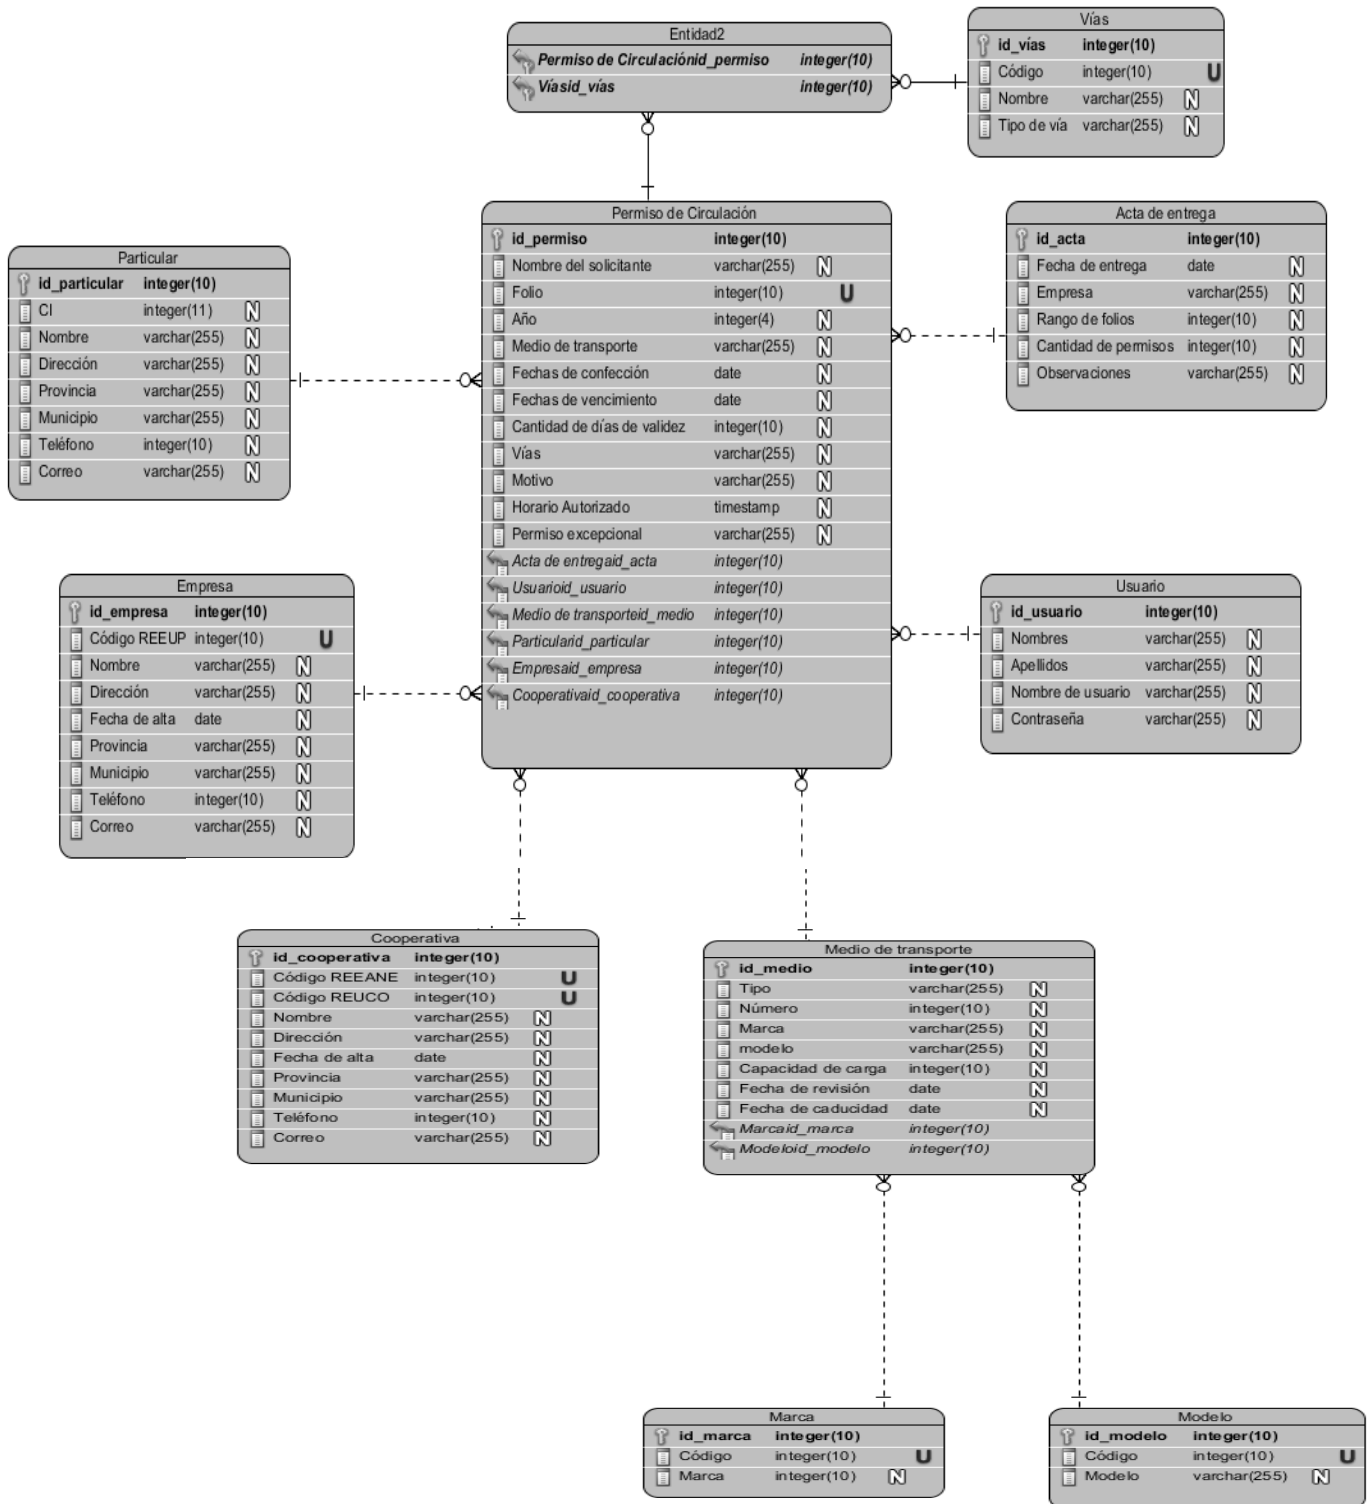 Entidad2
Permiso de Circulaciónid_permiso integer(10)
Víasid_vías integer(10)
Vías
id_vías integer(10)
Código integer(10) U
Nombre varchar(255) N
Tipo de vía varchar(255) N
Permiso de Circulación
id_permiso integer(10)
Nombre del solicitante varchar(255) N
Folio integer(10) U
Año integer(4) N
Medio de transporte varchar(255) N
Fechas de confección date N
Fechas de vencimiento date N
Cantidad de días de validez integer(10) N
Vías varchar(255) N
Motivo varchar(255) N
Horario Autorizado timestamp N
Permiso excepcional varchar(255) N
Acta de entregaid_acta integer(10)
Usuarioid_usuario integer(10)
Medio de transporteid_medio integer(10)
Particularid_particular integer(10)
Empresaid_empresa integer(10)
Cooperativaid_cooperativa integer(10)
Acta de entrega
id_acta integer(10)
Fecha de entrega date N
Empresa varchar(255) N
Rango de folios integer(10) N
Cantidad de permisos integer(10) N
Observaciones varchar(255) N
Particular
id_particular integer(10)
CI integer(11) N
Nombre varchar(255) N
Dirección varchar(255) N
Provincia varchar(255) N
Municipio varchar(255) N
Teléfono integer(10) N
Correo varchar(255) N
Empresa
id_empresa integer(10)
Código REEUP integer(10) U
Nombre varchar(255) N
Dirección varchar(255) N
Fecha de alta date N
Provincia varchar(255) N
Municipio varchar(255) N
Teléfono integer(10) N
Correo varchar(255) N
Usuario
id_usuario integer(10)
Nombres varchar(255) N
Apellidos varchar(255) N
Nombre de usuario varchar(255) N
Contraseña varchar(255) N
Cooperativa
id_cooperativa integer(10)
Código REEANE integer(10) U
Código REUCO integer(10) U
Nombre varchar(255) N
Dirección varchar(255) N
Fecha de alta date N
Provincia varchar(255) N
Municipio varchar(255) N
Teléfono integer(10) N
Correo varchar(255) N
Medio de transporte
id_medio integer(10)
Tipo varchar(255) N
Número integer(10) N
Marca varchar(255) N
modelo varchar(255) N
Capacidad de carga integer(10) N
Fecha de revisión date N
Fecha de caducidad date N
Marcaid_marca integer(10)
Modeloid_modelo integer(10)
Marca
id_marca integer(10)
Código integer(10) U
Marca integer(10) N
Modelo
id_modelo integer(10)
Código integer(10) U
Modelo varchar(255) N